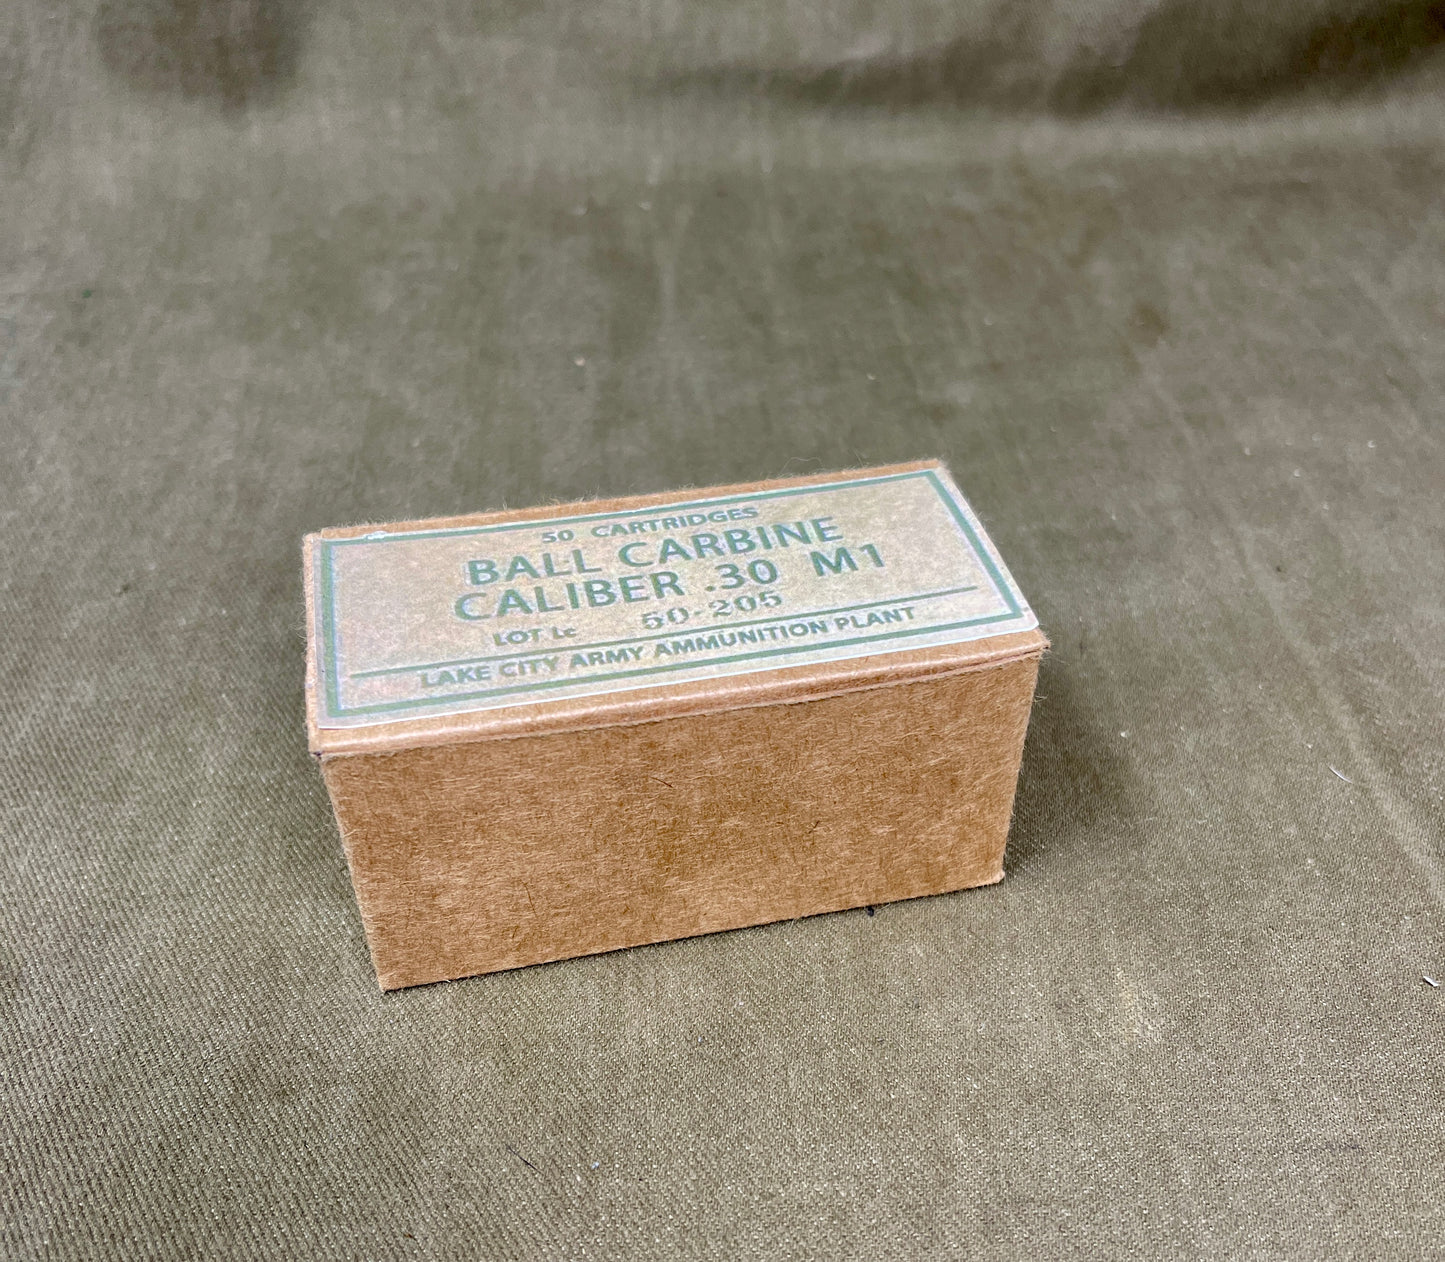 50 CARTRIDGES
BALL CARBINE
CALIBER .30 M1
LOT Lc 50-205
LAKE CITY ARMY AMMUNITION PLANT